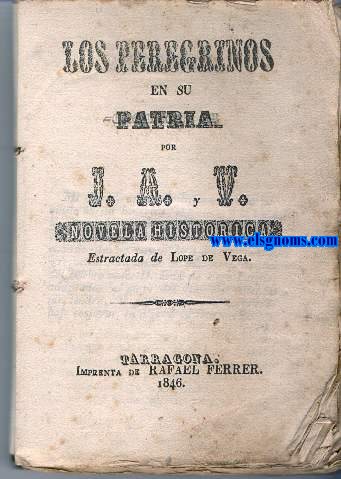 LOS PEREGRINOS
EN SU
PATRIA
POR
J. A. y V.
NOVELA HISTORICA
www.elsgnoms.com
Estractada de LOPE DE VEGA.
TARRAGONA.
IMPRENTA DE RAFAEL FERRER.
1846.